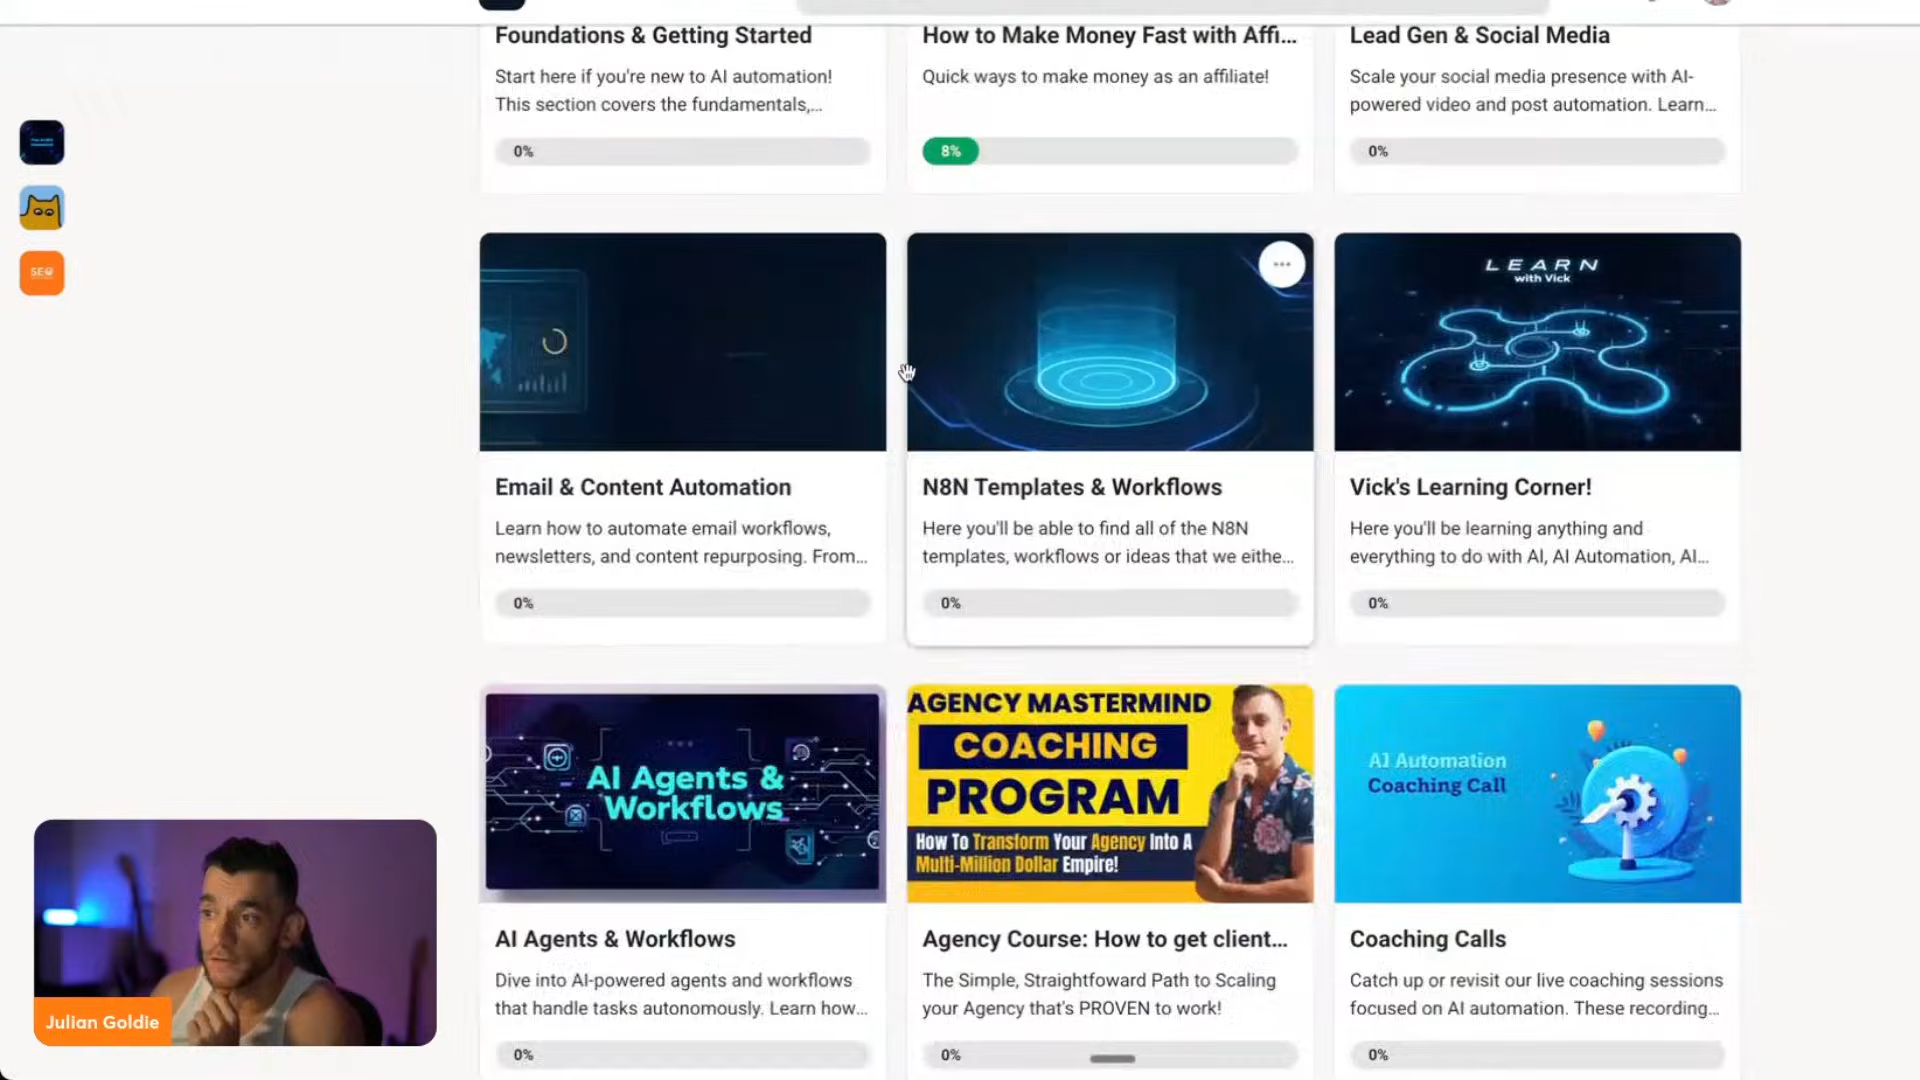 Foundations & Getting Started
Start here if you're new to AI automation!
This section covers the fundamentals,...
0%
How to Make Money Fast with Affi...
Quick ways to make money as an affiliate!
8%
Lead Gen & Social Media
Scale your social media presence with AI-
powered video and post automation. Learn...
0%
SEO
Email & Content Automation
Learn how to automate email workflows,
newsletters, and content repurposing. From...
0%
N8N Templates & Workflows
Here you'll be able to find all of the N8N
templates, workflows or ideas that we eithe...
0%
LEARN
with Vick
Vick's Learning Corner!
Here you'll be learning anything and
everything to do with AI, AI Automation, AI...
0%
AI Agents &
Workflows
AI Agents & Workflows
Dive into AI-powered agents and workflows
that handle tasks autonomously. Learn how...
0%
AGENCY MASTERMIND
COACHING
PROGRAM
How To Transform Your Agency Into A
Multi-Million Dollar Empire!
Agency Course: How to get client...
The Simple, Straightfoward Path to Scaling
your Agency that's PROVEN to work!
0%
AI Automation
Coaching Call
Coaching Calls
Catch up or revisit our live coaching sessions
focused on AI automation. These recording...
0%
Julian Goldie